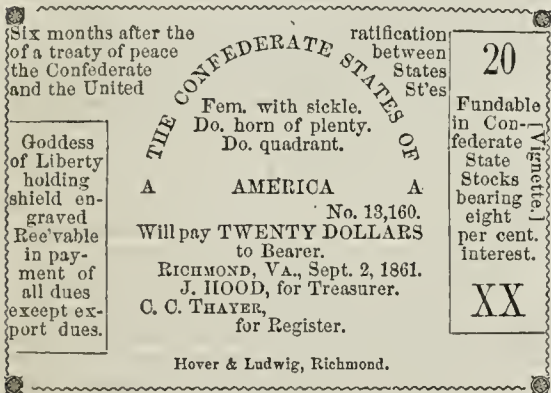 Six months after the ratification
of a treaty of peace between
the Confederate States
and the United St'es
THE CONFEDERATE STATES OF
Fem. with sickle.
Do. horn of plenty.
Do. quadrant.
A AMERICA A
No. 13,160.
Will pay TWENTY DOLLARS
to Bearer.
RICHMOND, VA., Sept. 2, 1861.
J. HOOD, for Treasurer.
C. C. THAYER,
for Register.
Goddess
of Liberty
holding
shield en-
graved
Rec'vable
in pay-
ment of
all dues
except ex-
port dues.
20
Fundable
in Con-
federate
State
Stocks
bearing
eight
per cent.
interest.
[Vignette.]
XX
Hover & Ludwig, Richmond.